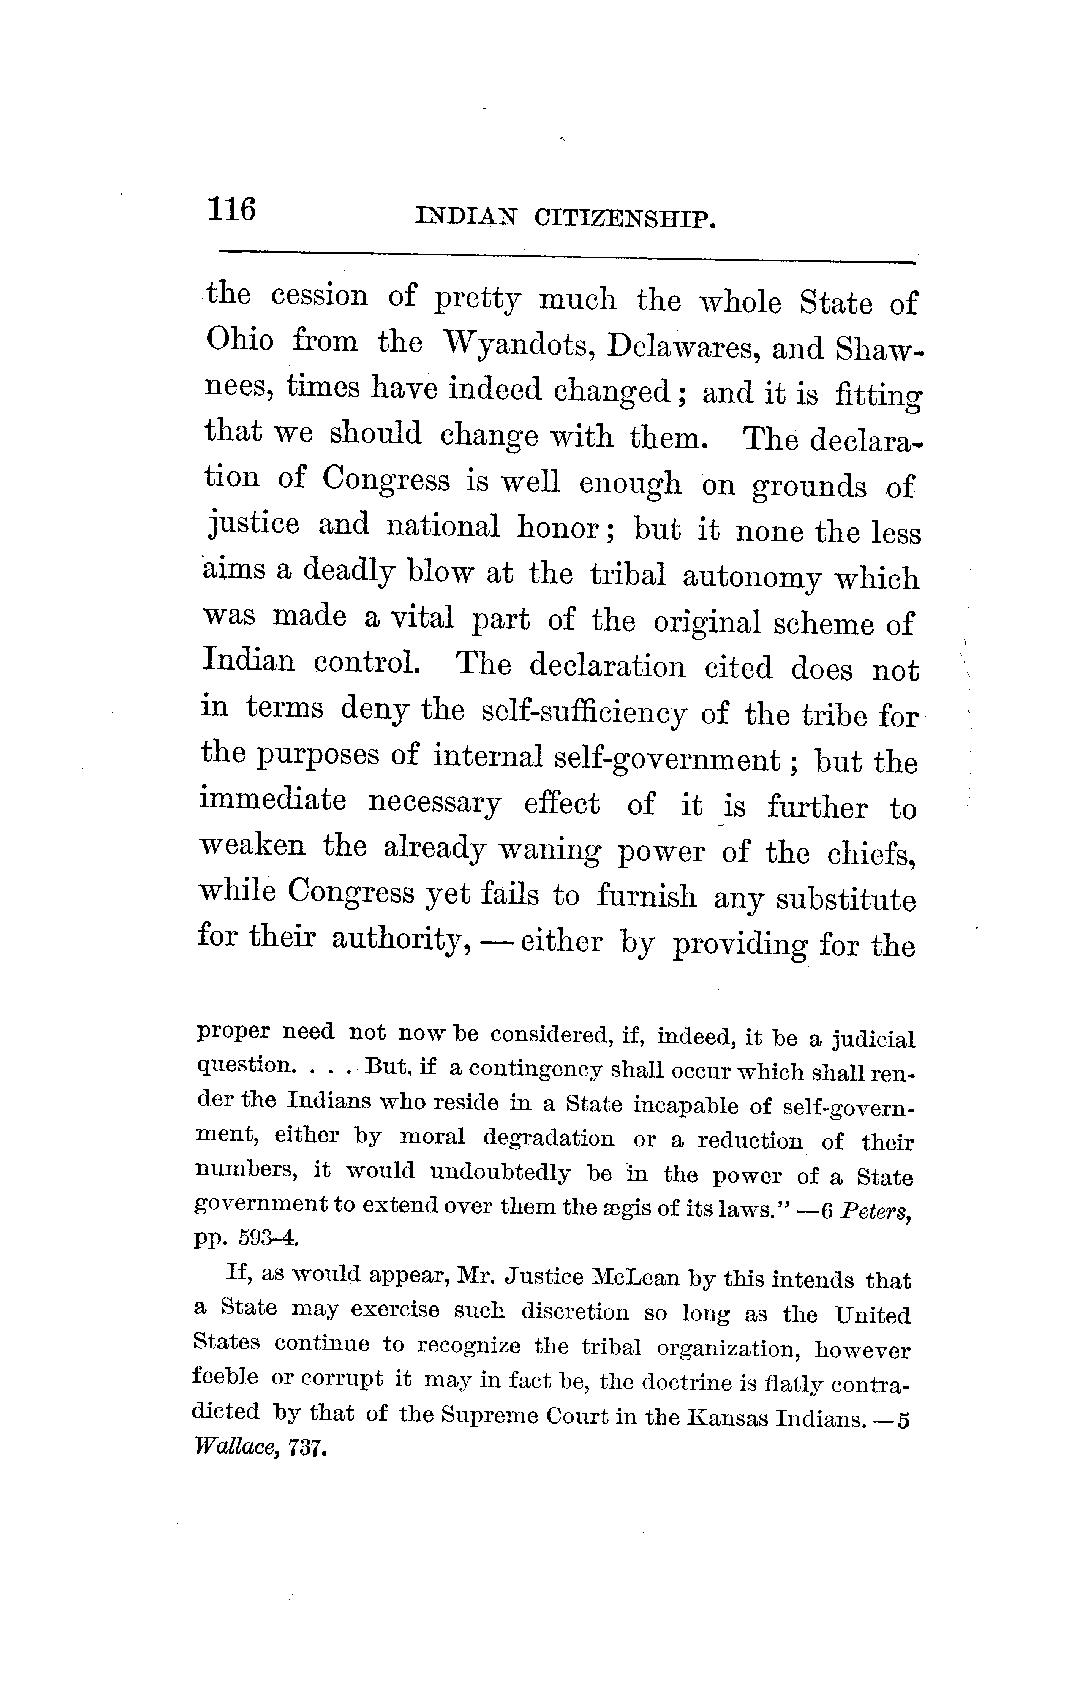 116 INDIAN CITIZENSHIP.
the cession of pretty much the whole State of
Ohio from the Wyandots, Delawares, and Shaw-
nees, times have indeed changed; and it is fitting
that we should change with them. The declara-
tion of Congress is well enough on grounds of
justice and national honor; but it none the less
aims a deadly blow at the tribal autonomy which
was made a vital part of the original scheme of
Indian control. The declaration cited does not
in terms deny the self-sufficiency of the tribe for
the purposes of internal self-government; but the
immediate necessary effect of it is further to
weaken the already waning power of the chiefs,
while Congress yet fails to furnish any substitute
for their authority, — either by providing for the
proper need not now be considered, if, indeed, it be a judicial
question. . . . But, if a contingency shall occur which shall ren-
der the Indians who reside in a State incapable of self-govern-
ment, either by moral degradation or a reduction of their
numbers, it would undoubtedly be in the power of a State
government to extend over them the ægis of its laws." —6 Peters,
pp. 593-4.
If, as would appear, Mr. Justice McLean by this intends that
a State may exercise such discretion so long as the United
States continue to recognize the tribal organization, however
feeble or corrupt it may in fact be, the doctrine is flatly contra-
dicted by that of the Supreme Court in the Kansas Indians. —5
Wallace, 737.